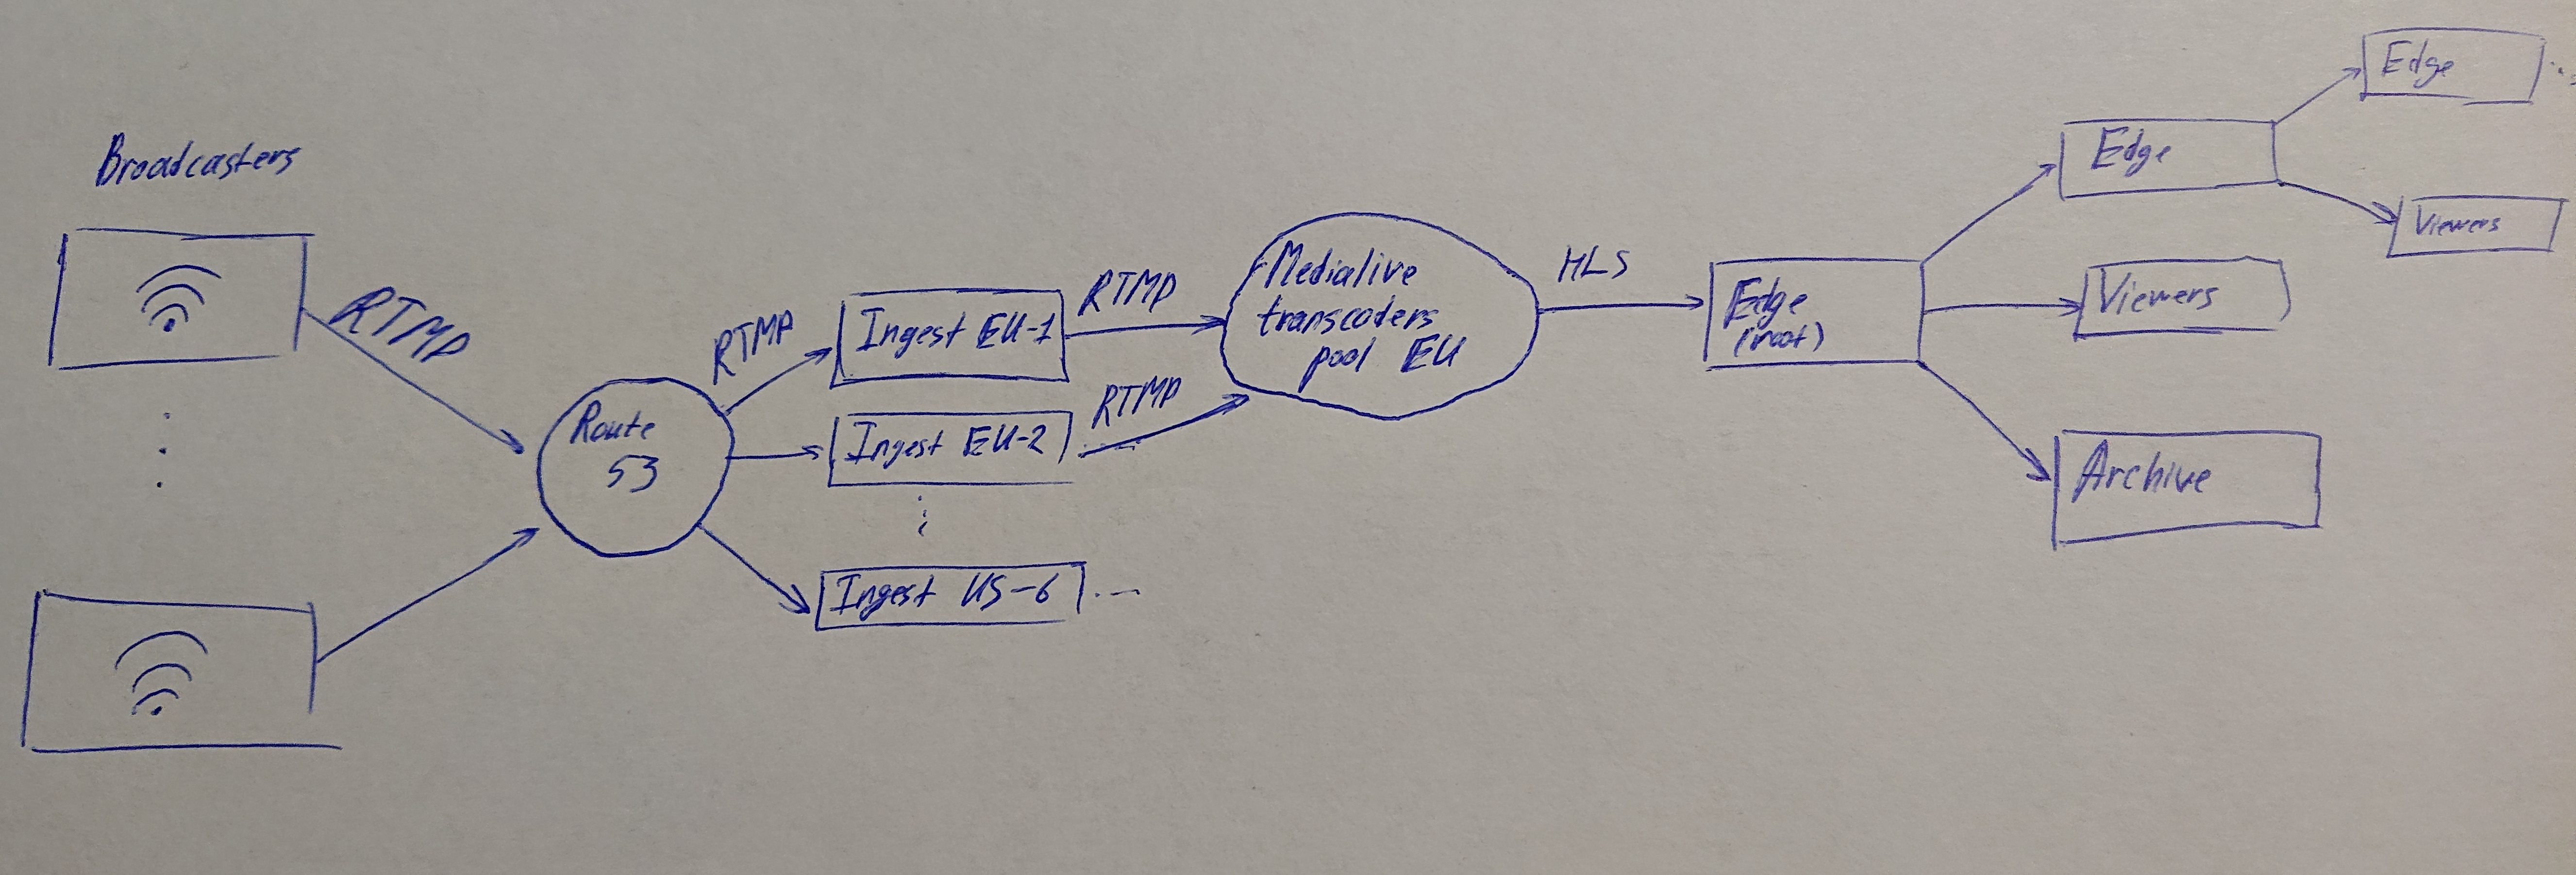 Broadcasters
RTMP
Route
53
RTMP
Ingest EU-1
RTMP
Ingest EU-2
RTMP
Ingest US-6 ...
Medialive
transcoders
pool EU
HLS
Edge
(root)
Edge
Edge ...
Viewers
Viewers
Archive